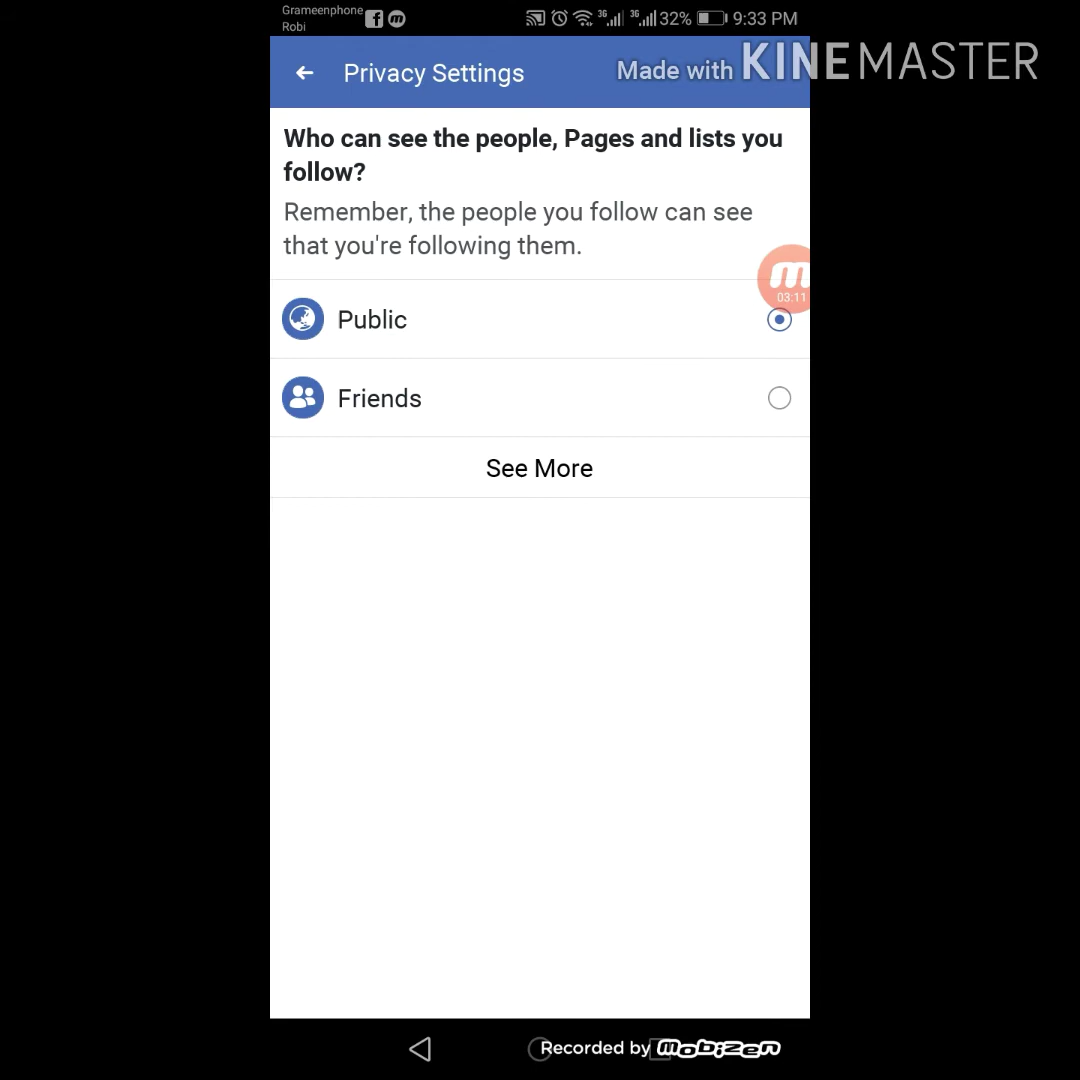 Grameenphone
Robi
3G 3G 32% 9:33 PM
Privacy Settings
Made with KINEMASTER
Who can see the people, Pages and lists you
follow?
Remember, the people you follow can see
that you're following them.
03:11
Public
Friends
See More
Recorded by mobizen